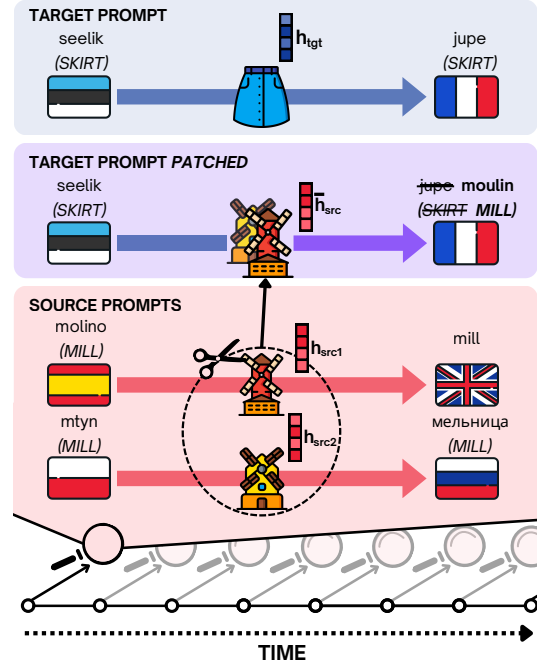 TARGET PROMPT
seelik
(SKIRT)
h_tgt
jupe
(SKIRT)
TARGET PROMPT PATCHED
seelik
(SKIRT)
h̄_src
jupe moulin
(SKIRT MILL)
SOURCE PROMPTS
molino
(MILL)
h_src1
mill
mtyn
(MILL)
h_src2
мельница
(MILL)
TIME